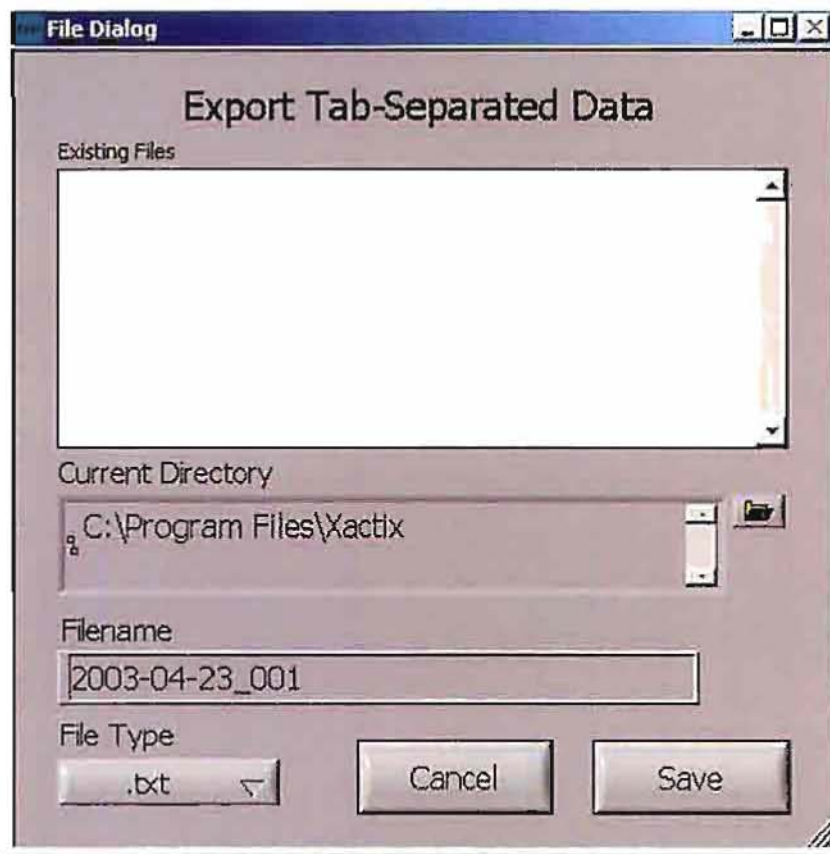 File Dialog
Export Tab-Separated Data
Existing Files
Current Directory
C:\Program Files\Xactix
Filename
2003-04-23_001
File Type
.txt
Cancel
Save